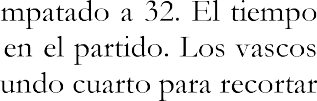 mpatado a 32. El tiempo
en el partido. Los vascos
undo cuarto para recortar